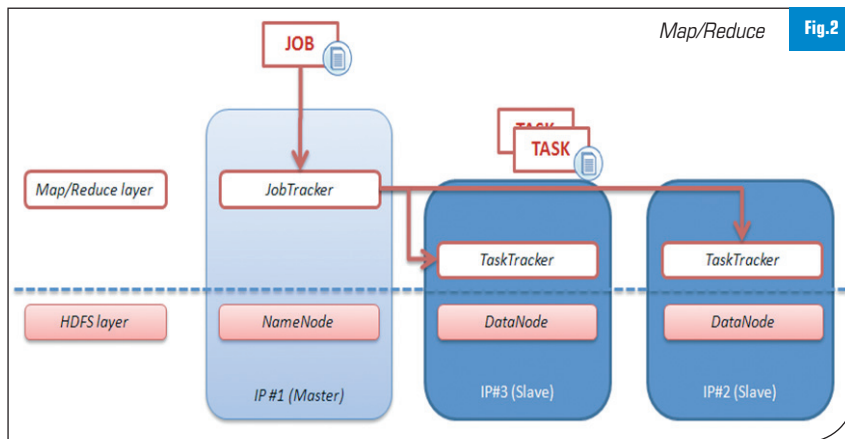 Map/Reduce
Fig.2
JOB
TASK
TASK
Map/Reduce layer
JobTracker
TaskTracker
TaskTracker
HDFS layer
NameNode
DataNode
DataNode
IP #1 (Master)
IP#3 (Slave)
IP#2 (Slave)